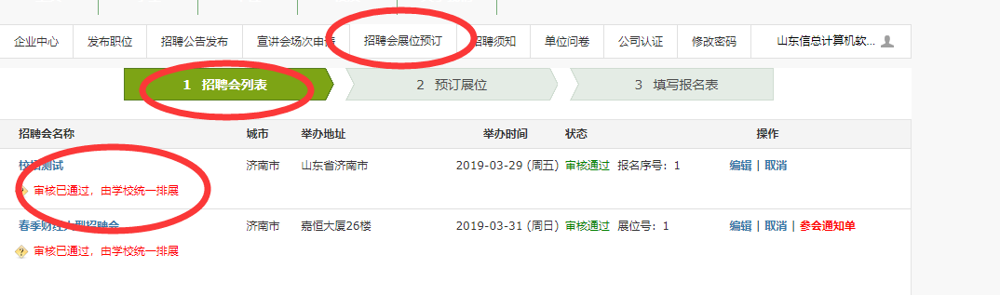 企业中心 发布职位 招聘公告发布 宣讲会场次申请 招聘会展位预订 招聘须知 单位问卷 公司认证 修改密码 山东信总计算机软...
1 招聘会列表 2 预订展位 3 填写报名表
招聘会名称 城市 举办地址 举办时间 状态 操作
校招测试 济南市 山东省济南市 2019-03-29 (周五) 审核通过 报名序号：1 编辑 | 取消
审核已通过，由学校统一排展
春季财经大型招聘会 济南市 嘉恒大厦26楼 2019-03-31 (周日) 审核通过 展位号：1 编辑 | 取消 | 参会通知单
? 审核已通过，由学校统一排展